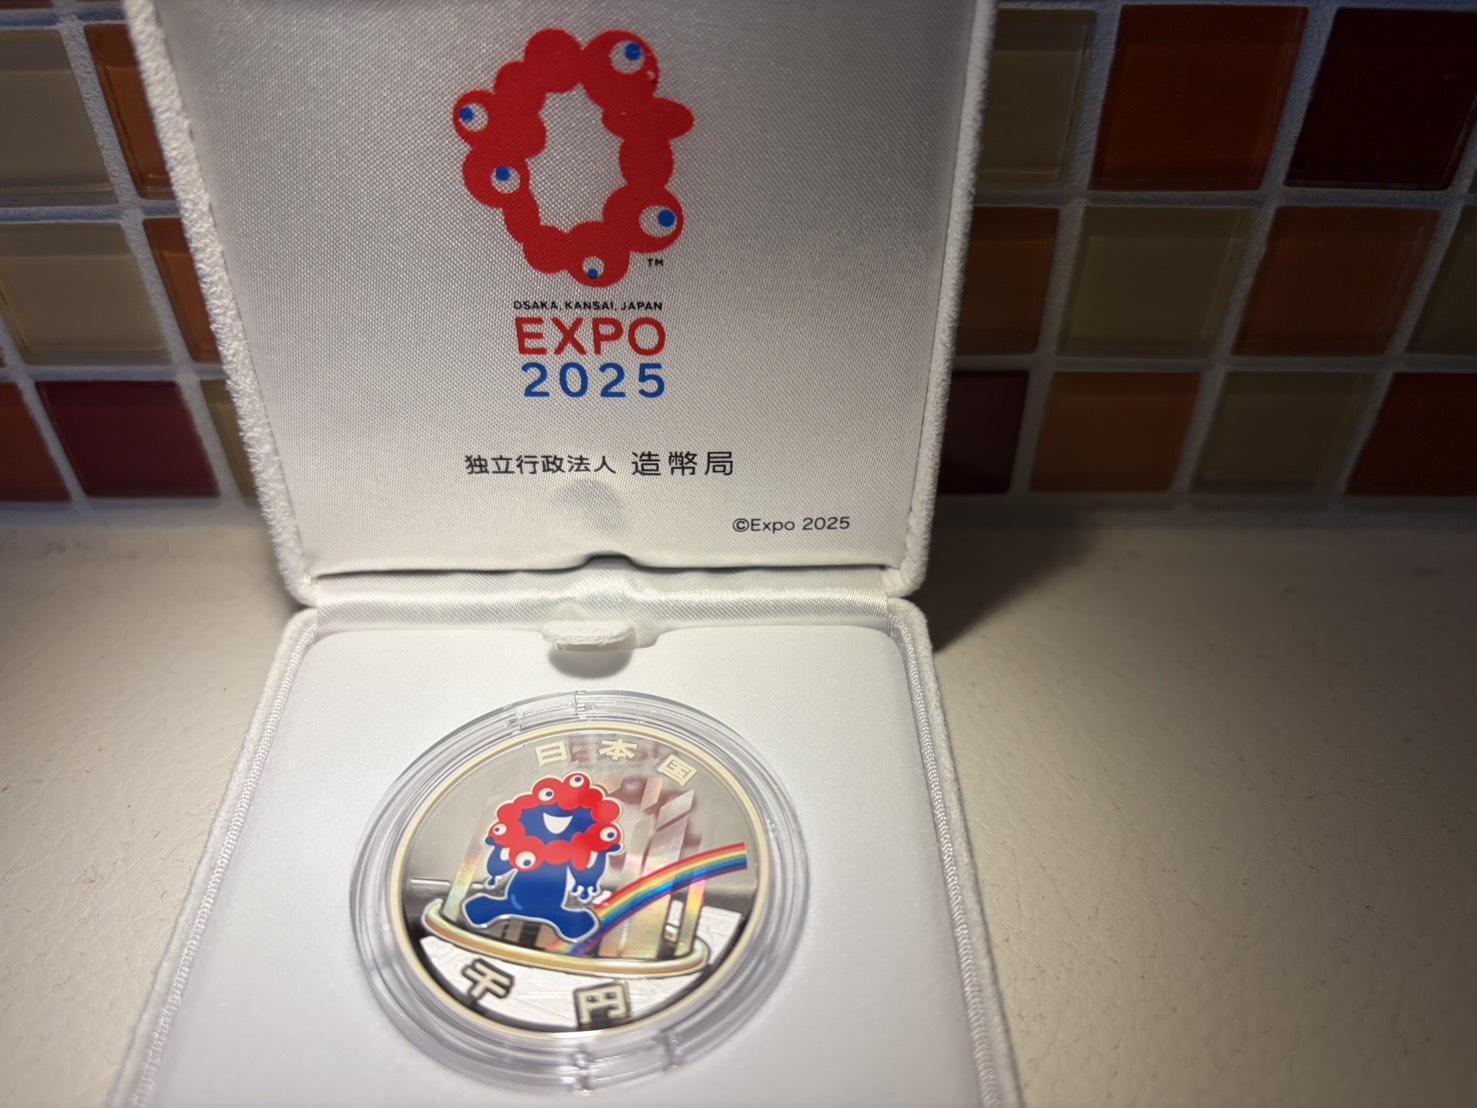 TM
OSAKA, KANSAI, JAPAN
EXPO
2025
独立行政法人 造幣局
©Expo 2025
日本国
千円